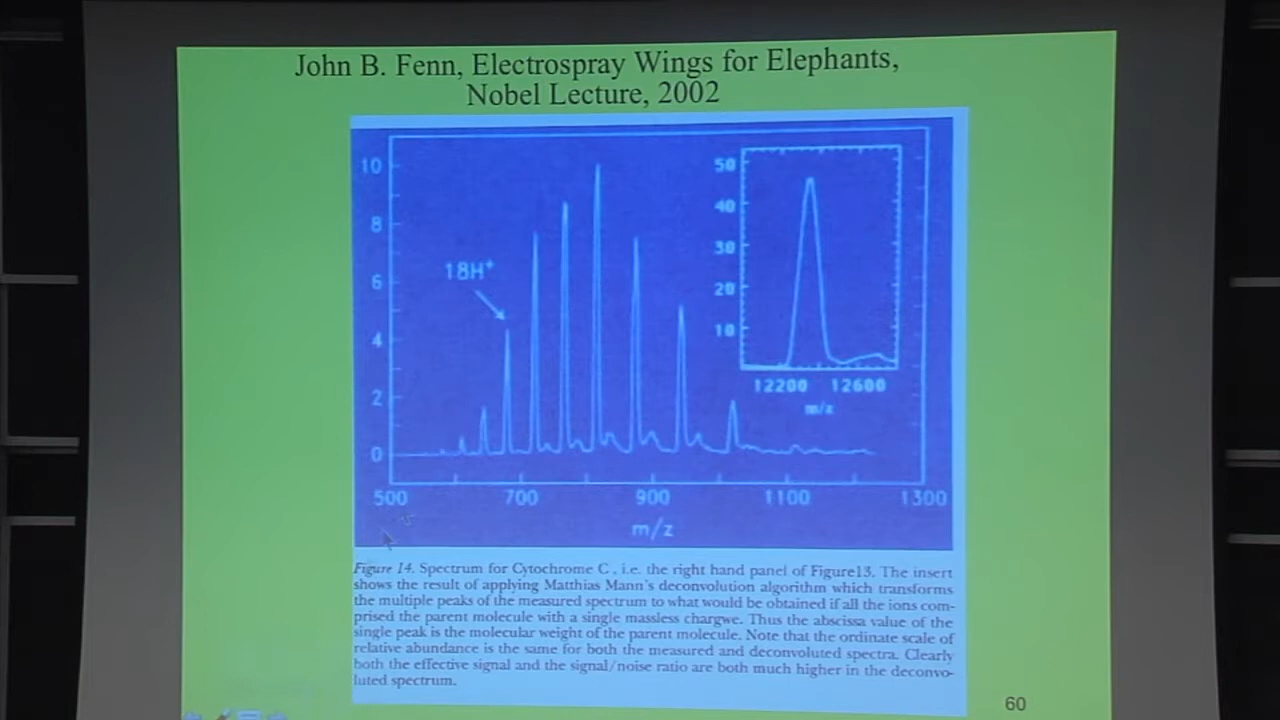 John B. Fenn, Electrospray Wings for Elephants,
Nobel Lecture, 2002
10
8
6
4
2
0
18H⁺
500
700
900
1100
1300
m/z
50
40
30
20
10
12200
12600
m/z
Figure 14. Spectrum for Cytochrome C, i.e. the right hand panel of Figure13. The insert
shows the result of applying Matthias Mann's deconvolution algorithm which transforms
the multiple peaks of the measured spectrum to what would be obtained if all the ions com-
prised the parent molecule with a single massless chargwe. Thus the abscissa value of the
single peak is the molecular weight of the parent molecule. Note that the ordinate scale of
relative abundance is the same for both the measured and deconvoluted spectra. Clearly
both the effective signal and the signal/noise ratio are both much higher in the deconvo-
luted spectrum.
60